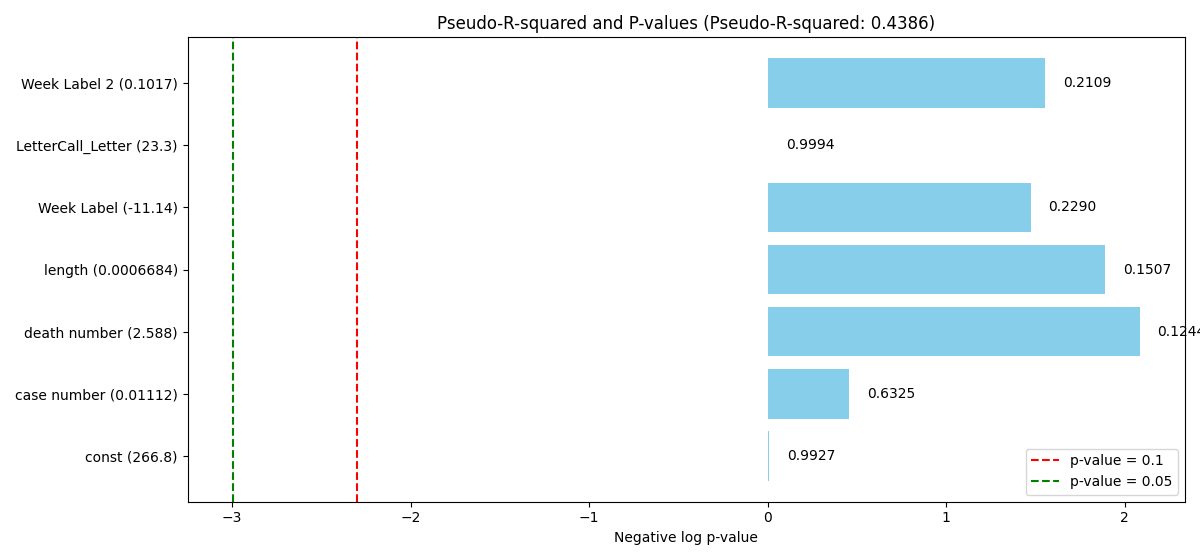 Pseudo-R-squared and P-values (Pseudo-R-squared: 0.4386)
Week Label 2 (0.1017)
0.2109
LetterCall_Letter (23.3)
0.9994
Week Label (-11.14)
0.2290
length (0.0006684)
0.1507
death number (2.588)
0.1244
case number (0.01112)
0.6325
const (266.8)
0.9927
p-value = 0.1
p-value = 0.05
−3 −2 −1 0 1 2
Negative log p-value